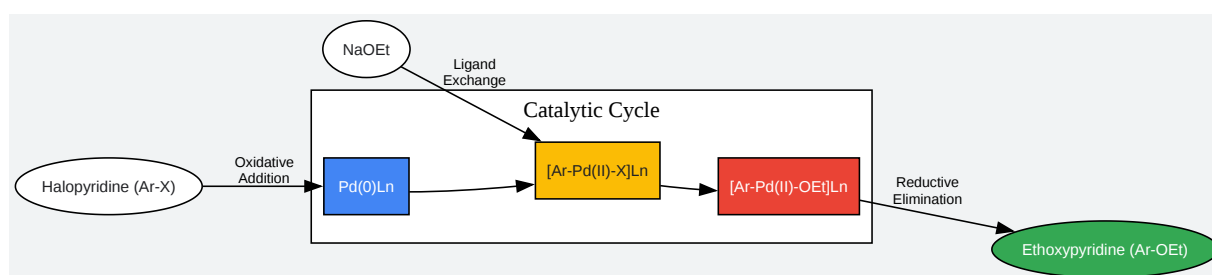 NaOEt
Ligand
Exchange
Catalytic Cycle
Halopyridine (Ar-X)
Oxidative
Addition
Pd(0)Ln
[Ar-Pd(II)-X]Ln
[Ar-Pd(II)-OEt]Ln
Reductive
Elimination
Ethoxypyridine (Ar-OEt)